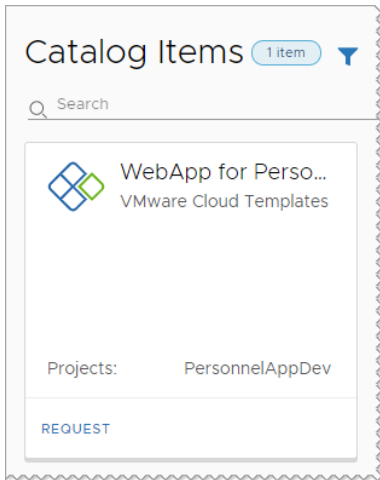 Catalog Items 1 item
Search
WebApp for Perso...
VMware Cloud Templates
Projects: PersonnelAppDev
REQUEST